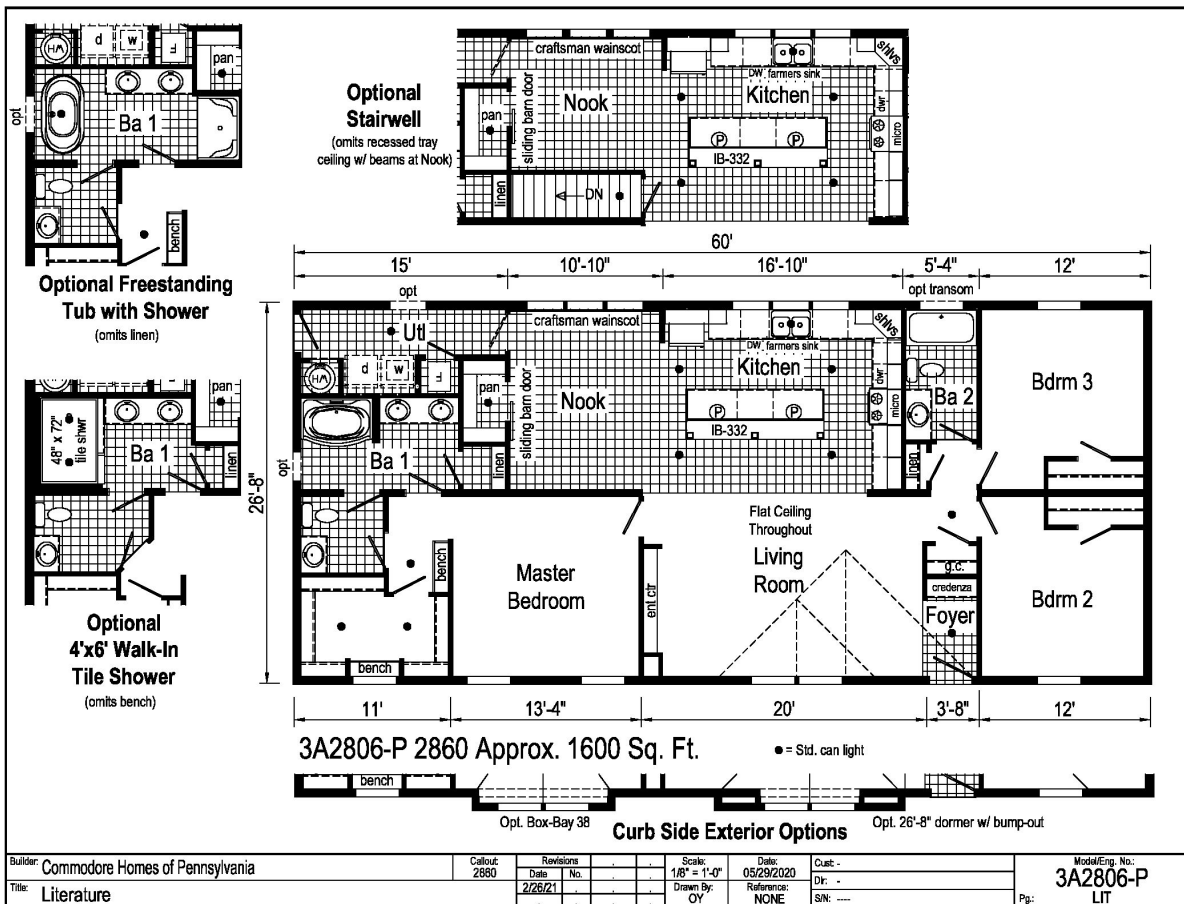 WH
d
w
F
pan
opt
Ba 1
bench
Optional Freestanding
Tub with Shower
(omits linen)
Optional
Stairwell
(omits recessed tray
ceiling w/ beams at Nook)
craftsman wainscot
pan
sliding barn door
Nook
linen
DN
DW farmers sink
Kitchen
shlvs
dwr
micro
P
P
IB-332
60'
15'
10'-10"
16'-10"
5'-4"
12'
opt
opt transom
26'-8"
Utl
WH
d
w
F
pan
craftsman wainscot
sliding barn door
Nook
DW farmers sink
Kitchen
shlvs
dwr
micro
P
P
IB-332
Ba 2
Bdrm 3
opt
Ba 1
linen
linen
48" x 72"
tile shwr
Ba 1
pan
linen
Optional
4'x6' Walk-In
Tile Shower
(omits bench)
bench
bench
Master
Bedroom
ent ctr
Flat Ceiling
Throughout
Living
Room
g.c.
credenza
Foyer
Bdrm 2
11'
13'-4"
20'
3'-8"
12'
3A2806-P 2860 Approx. 1600 Sq. Ft.
= Std. can light
bench
Opt. Box-Bay 38
Curb Side Exterior Options
Opt. 26'-8" dormer w/ bump-out
Builder: Commodore Homes of Pennsylvania
Title: Literature
Callout:
2860
Revisions
Date No.
2/26/21
Scale:
1/8" = 1'-0"
Drawn By:
OY
Date:
05/29/2020
Reference:
NONE
Cust: -
Dlr: -
S/N: ----
Model/Eng. No.:
3A2806-P
Pg.: LIT